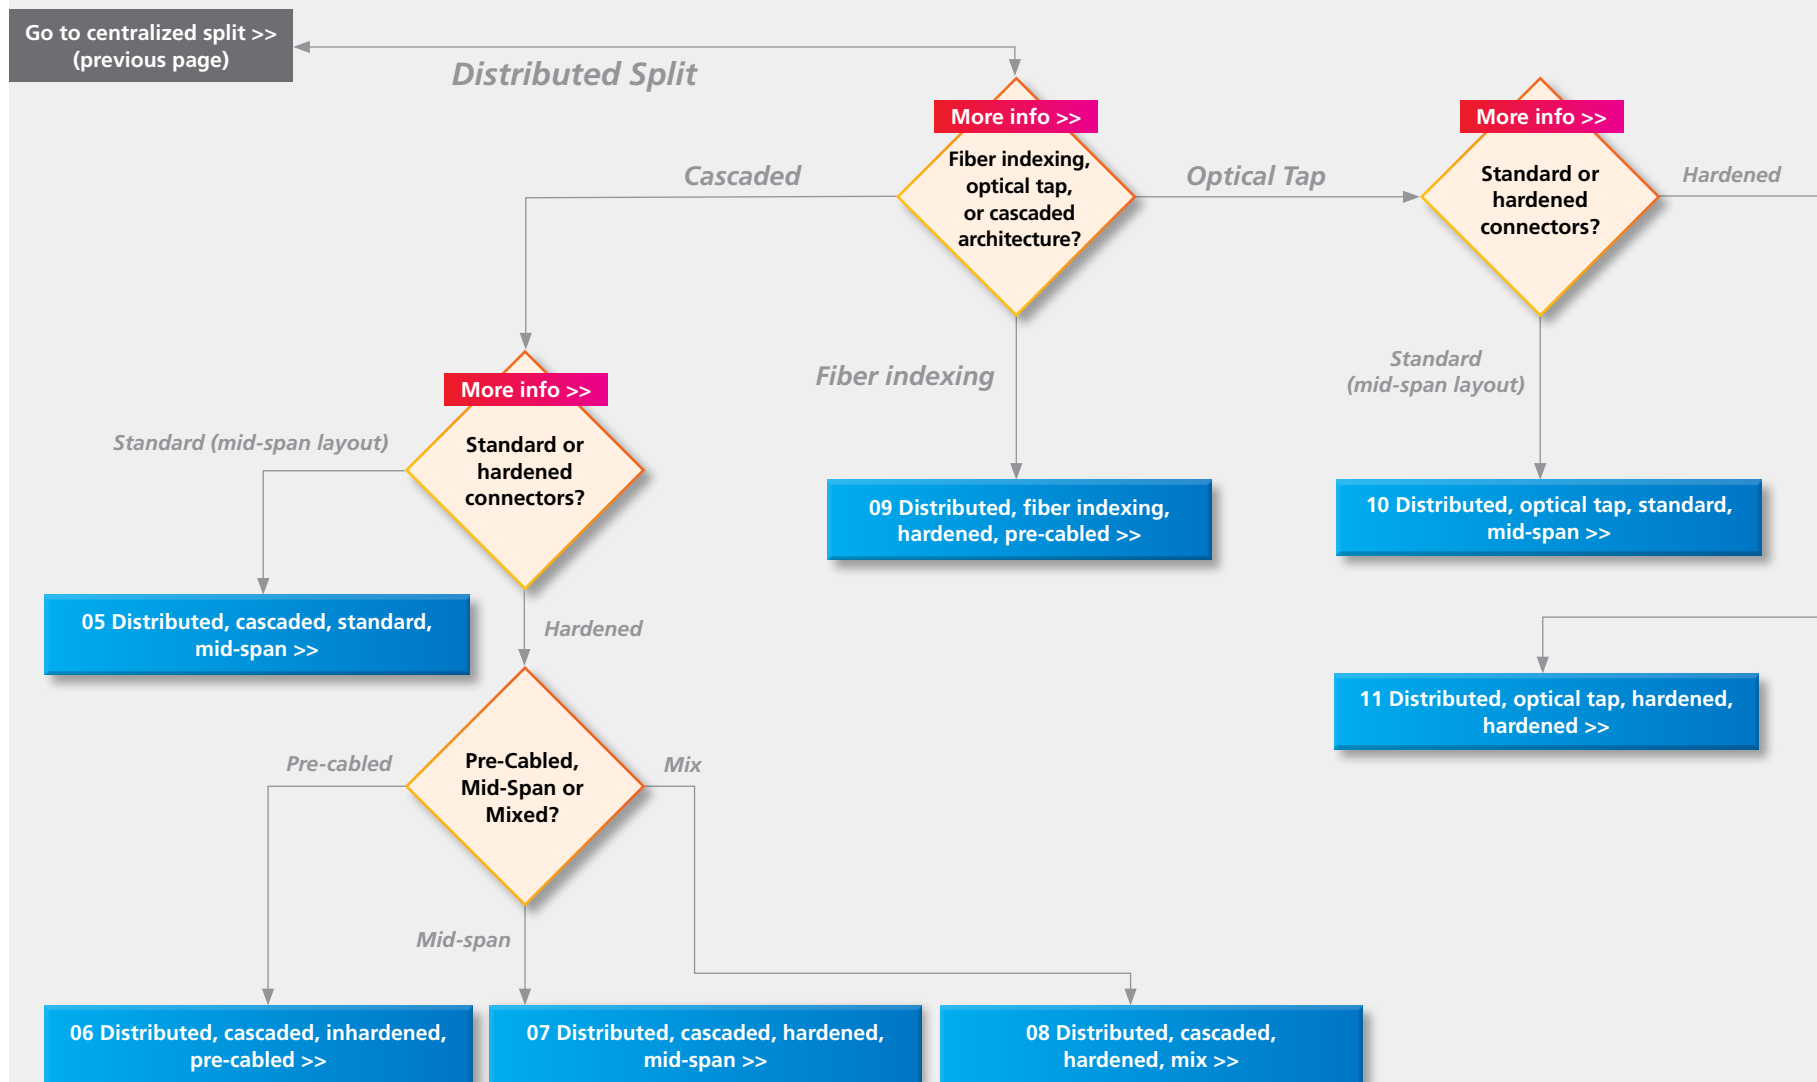 Go to centralized split >>
(previous page)
Distributed Split
More info >>
Fiber indexing,
optical tap,
or cascaded
architecture?
Cascaded
Optical Tap
More info >>
Standard or
hardened
connectors?
Hardened
Fiber indexing
Standard
(mid-span layout)
More info >>
Standard or
hardened
connectors?
Standard (mid-span layout)
09 Distributed, fiber indexing,
hardened, pre-cabled >>
10 Distributed, optical tap, standard,
mid-span >>
05 Distributed, cascaded, standard,
mid-span >>
Hardened
11 Distributed, optical tap, hardened,
hardened >>
Pre-cabled
Pre-Cabled,
Mid-Span or
Mixed?
Mix
Mid-span
06 Distributed, cascaded, inhardened,
pre-cabled >>
07 Distributed, cascaded, hardened,
mid-span >>
08 Distributed, cascaded,
hardened, mix >>